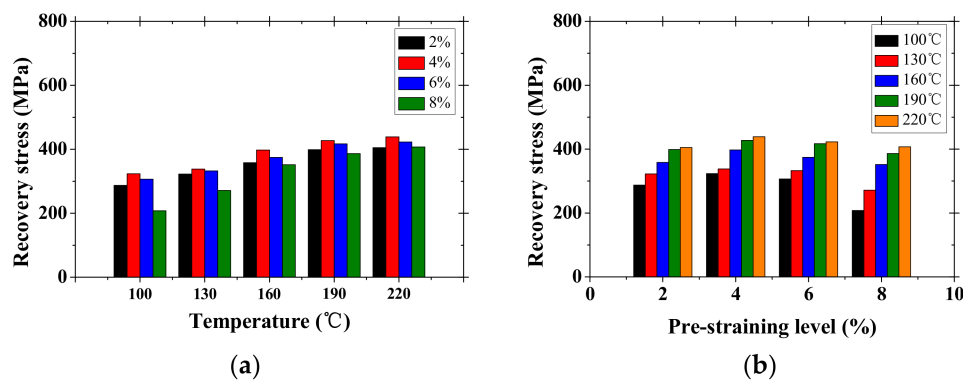 800
600
400
200
0
Recovery stress (MPa)
2%
4%
6%
8%
100 130 160 190 220
Temperature (℃)
(a)
800
600
400
200
0
Recovery stress (MPa)
100℃
130℃
160℃
190℃
220℃
0 2 4 6 8 10
Pre-straining level (%)
(b)